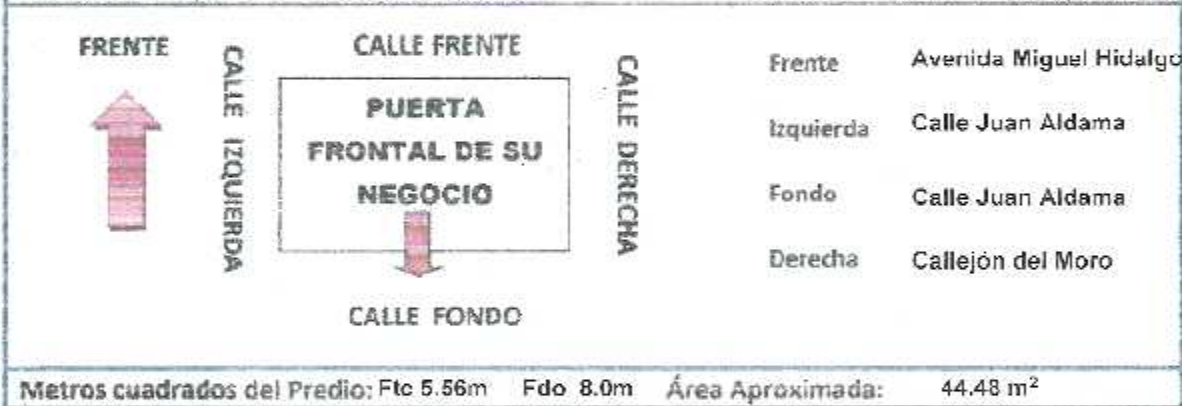 FRENTE
CALLE IZQUIERDA
CALLE FRENTE
PUERTA
FRONTAL DE SU
NEGOCIO
CALLE DERECHA
CALLE FONDO
Frente Avenida Miguel Hidalgo
Izquierda Calle Juan Aldama
Fondo Calle Juan Aldama
Derecha Callejón del Moro
Metros cuadrados del Predio: Ftc 5.56m Fdo 8.0m Área Aproximada: 44.48 m²